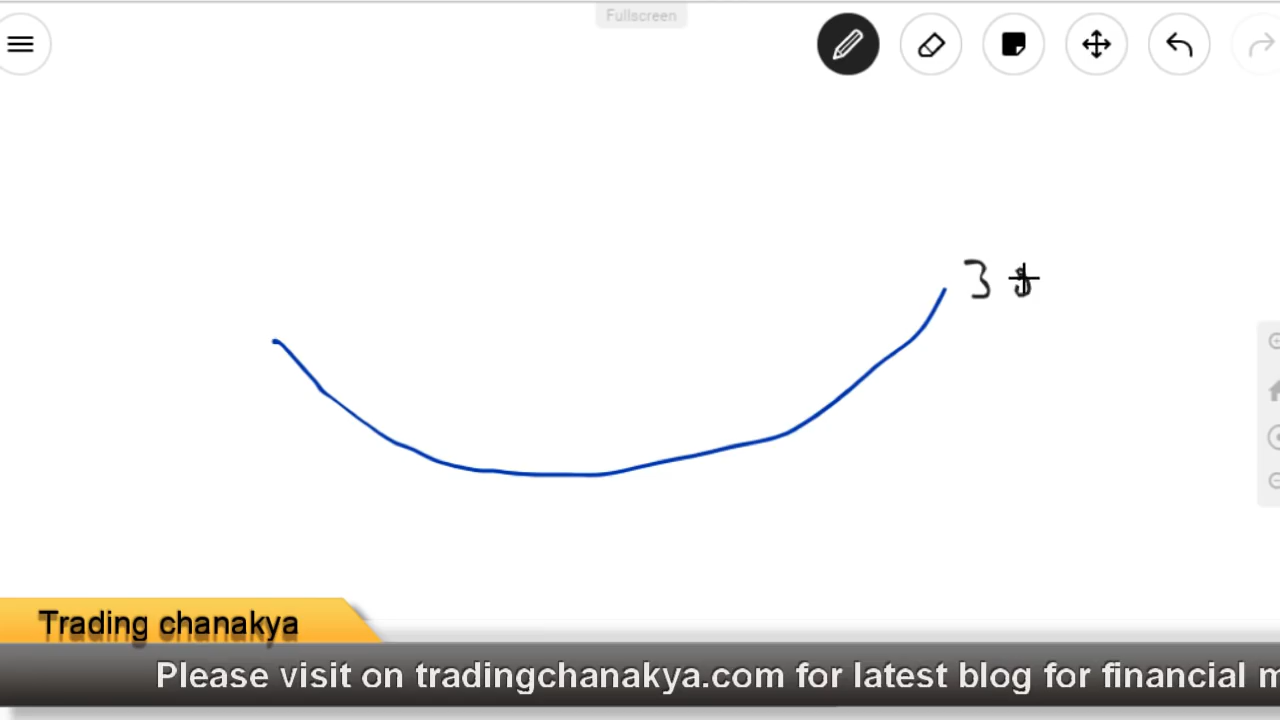 Fullscreen
3
Trading chanakya
Please visit on tradingchanakya.com for latest blog for financial m